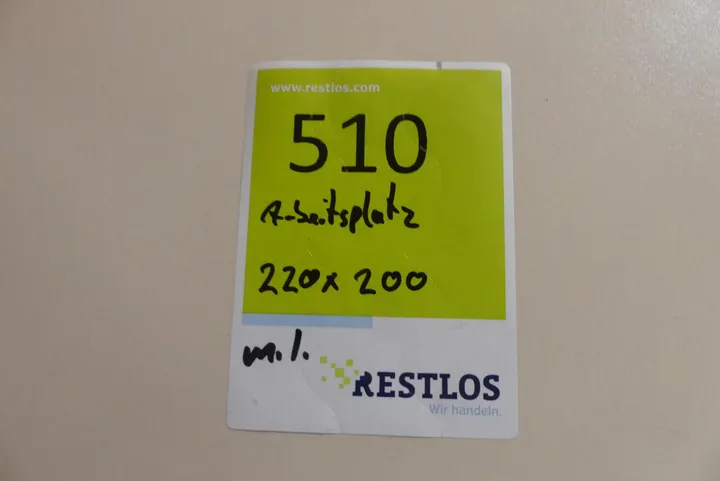 www.restlos.com
510
Arbeitsplatz
220x200
m.l.
RESTLOS
Wir handeln.